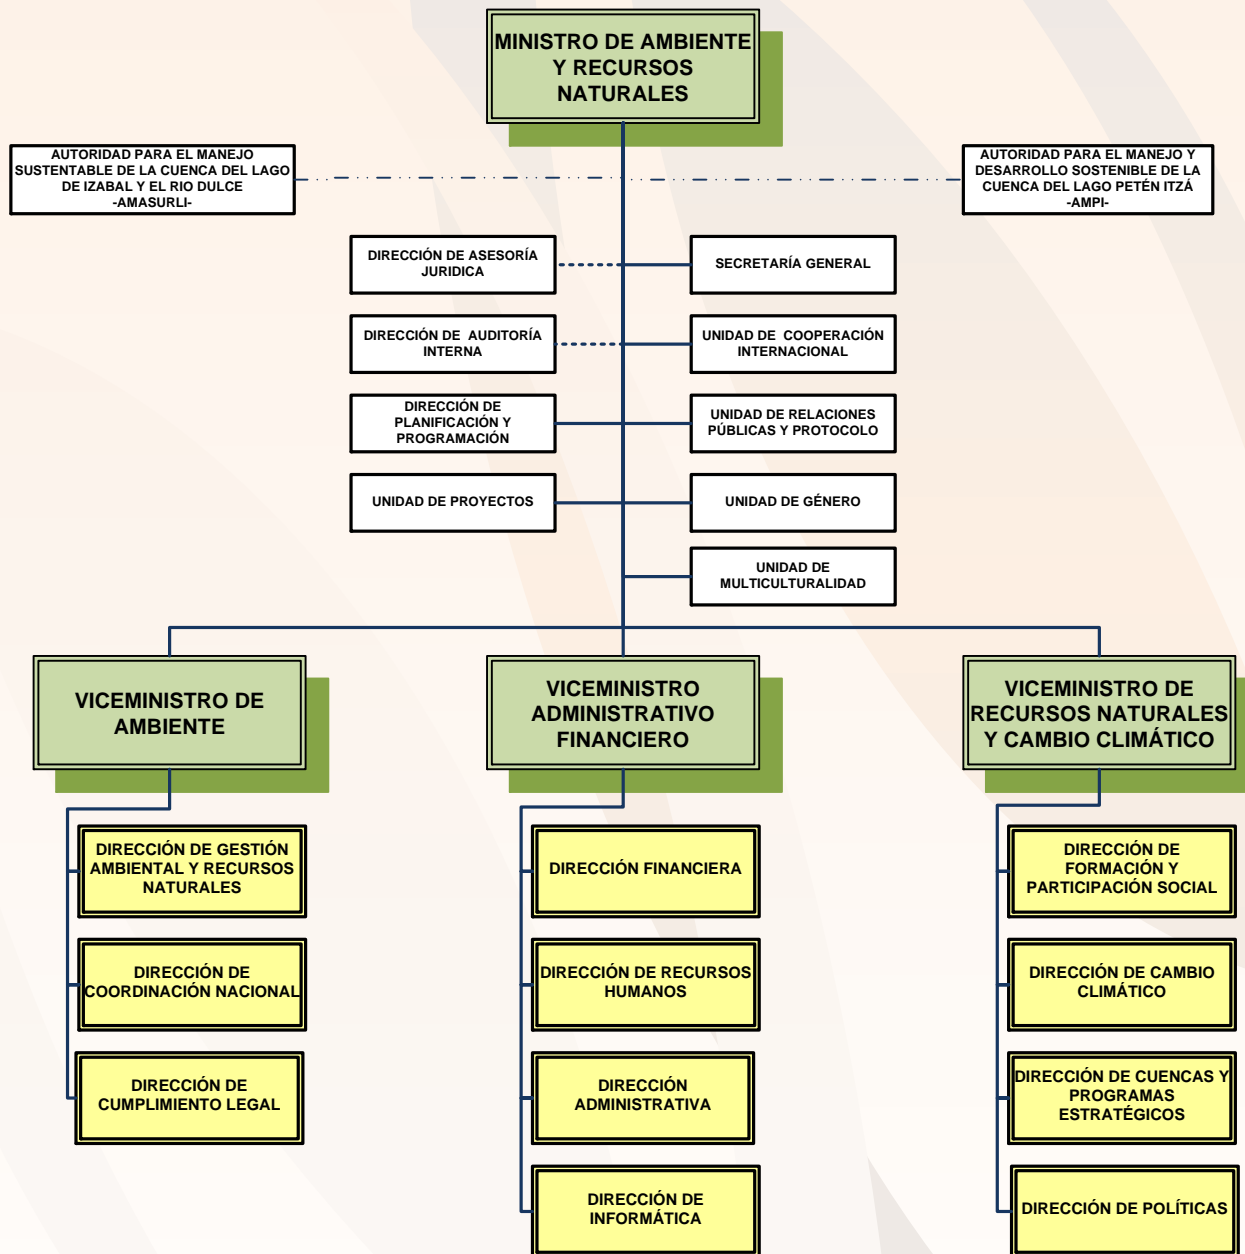 MINISTRO DE AMBIENTE
Y RECURSOS
NATURALES
AUTORIDAD PARA EL MANEJO
SUSTENTABLE DE LA CUENCA DEL LAGO
DE IZABAL Y EL RIO DULCE
-AMASURLI-
AUTORIDAD PARA EL MANEJO Y
DESARROLLO SOSTENIBLE DE LA
CUENCA DEL LAGO PETÉN ITZÁ
-AMPI-
DIRECCIÓN DE ASESORÍA
JURIDICA
SECRETARÍA GENERAL
DIRECCIÓN DE AUDITORÍA
INTERNA
UNIDAD DE COOPERACIÓN
INTERNACIONAL
DIRECCIÓN DE
PLANIFICACIÓN Y
PROGRAMACIÓN
UNIDAD DE RELACIONES
PÚBLICAS Y PROTOCOLO
UNIDAD DE PROYECTOS
UNIDAD DE GÉNERO
UNIDAD DE
MULTICULTURALIDAD
VICEMINISTRO DE
AMBIENTE
VICEMINISTRO
ADMINISTRATIVO
FINANCIERO
VICEMINISTRO DE
RECURSOS NATURALES
Y CAMBIO CLIMÁTICO
DIRECCIÓN DE GESTIÓN
AMBIENTAL Y RECURSOS
NATURALES
DIRECCIÓN DE
COORDINACIÓN NACIONAL
DIRECCIÓN DE
CUMPLIMIENTO LEGAL
DIRECCIÓN FINANCIERA
DIRECCIÓN DE RECURSOS
HUMANOS
DIRECCIÓN
ADMINISTRATIVA
DIRECCIÓN DE
INFORMÁTICA
DIRECCIÓN DE
FORMACIÓN Y
PARTICIPACIÓN SOCIAL
DIRECCIÓN DE CAMBIO
CLIMÁTICO
DIRECCIÓN DE CUENCAS Y
PROGRAMAS
ESTRATÉGICOS
DIRECCIÓN DE POLÍTICAS